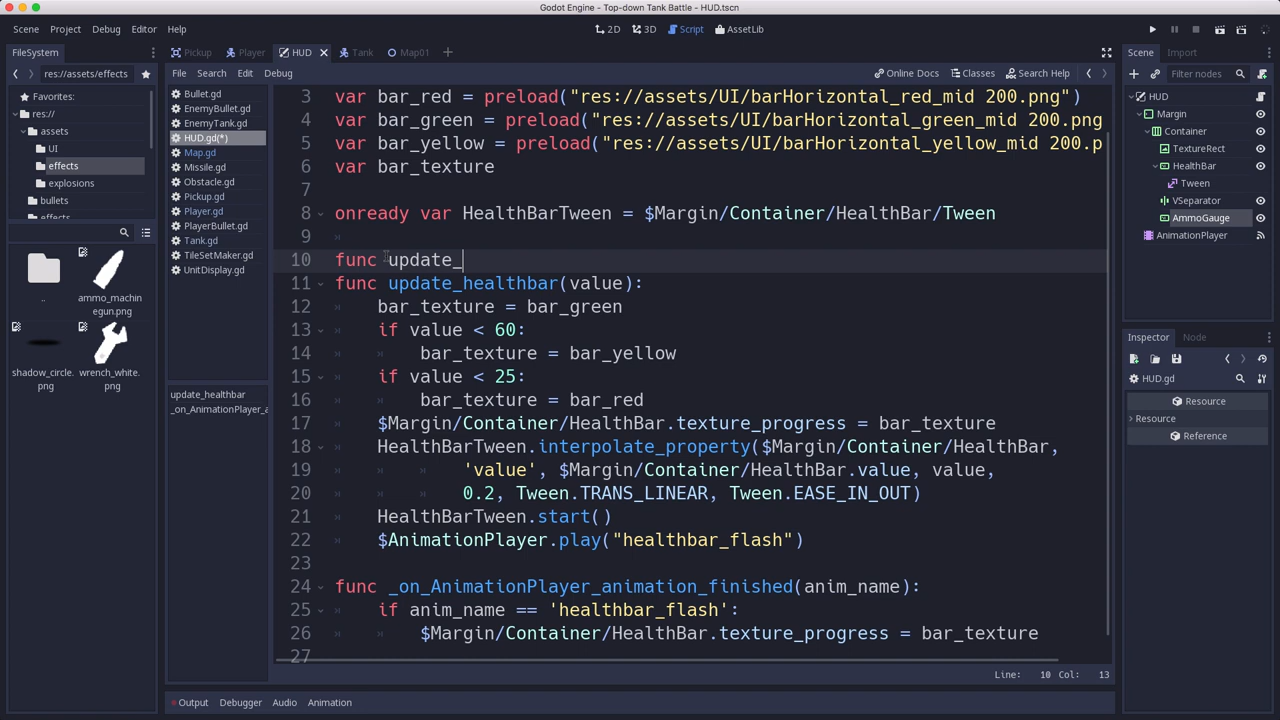 Godot Engine - Top-down Tank Battle - HUD.tscn
Scene Project Debug Editor Help
2D 3D Script AssetLib
FileSystem
res://assets/effects
Favorites:
res://
assets
UI
effects
explosions
bullets
effects
..
ammo_machinegun.png
shadow_circle.png
wrench_white.png
Pickup Player HUD Tank Map01
File Search Edit Debug
Online Docs Classes Search Help
Bullet.gd
EnemyBullet.gd
EnemyTank.gd
HUD.gd(*)
Map.gd
Missile.gd
Obstacle.gd
Pickup.gd
Player.gd
PlayerBullet.gd
Tank.gd
TileSetMaker.gd
UnitDisplay.gd
update_healthbar
_on_AnimationPlayer_a
3 var bar_red = preload("res://assets/UI/barHorizontal_red_mid 200.png")
4 var bar_green = preload("res://assets/UI/barHorizontal_green_mid 200.png
5 var bar_yellow = preload("res://assets/UI/barHorizontal_yellow_mid 200.p
6 var bar_texture
7
8 onready var HealthBarTween = $Margin/Container/HealthBar/Tween
9
10 func update_
11 func update_healthbar(value):
12 bar_texture = bar_green
13 if value < 60:
14 bar_texture = bar_yellow
15 if value < 25:
16 bar_texture = bar_red
17 $Margin/Container/HealthBar.texture_progress = bar_texture
18 HealthBarTween.interpolate_property($Margin/Container/HealthBar,
19 'value', $Margin/Container/HealthBar.value, value,
20 0.2, Tween.TRANS_LINEAR, Tween.EASE_IN_OUT)
21 HealthBarTween.start()
22 $AnimationPlayer.play("healthbar_flash")
23
24 func _on_AnimationPlayer_animation_finished(anim_name):
25 if anim_name == 'healthbar_flash':
26 $Margin/Container/HealthBar.texture_progress = bar_texture
27
Line: 10 Col: 13
Output Debugger Audio Animation
Scene Import
Filter nodes
HUD
Margin
Container
TextureRect
HealthBar
Tween
VSeparator
AmmoGauge
AnimationPlayer
Inspector Node
HUD.gd
Resource
Resource
Reference